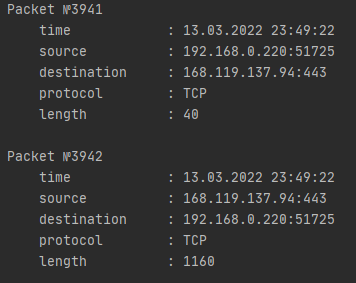 Packet №3941
time : 13.03.2022 23:49:22
source : 192.168.0.220:51725
destination : 168.119.137.94:443
protocol : TCP
length : 40
Packet №3942
time : 13.03.2022 23:49:22
source : 168.119.137.94:443
destination : 192.168.0.220:51725
protocol : TCP
length : 1160